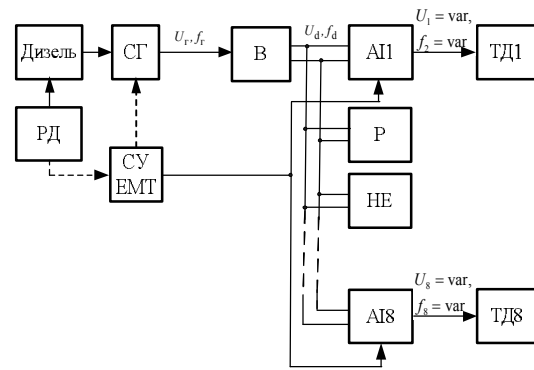 U₁ = var,
Дизель СГ Uг, fг В Ud, fd АІ1 f₂ = var ТД1
РД
СУ
ЕМТ
Р
НЕ
U₈ = var,
АІ8 f₈ = var ТД8